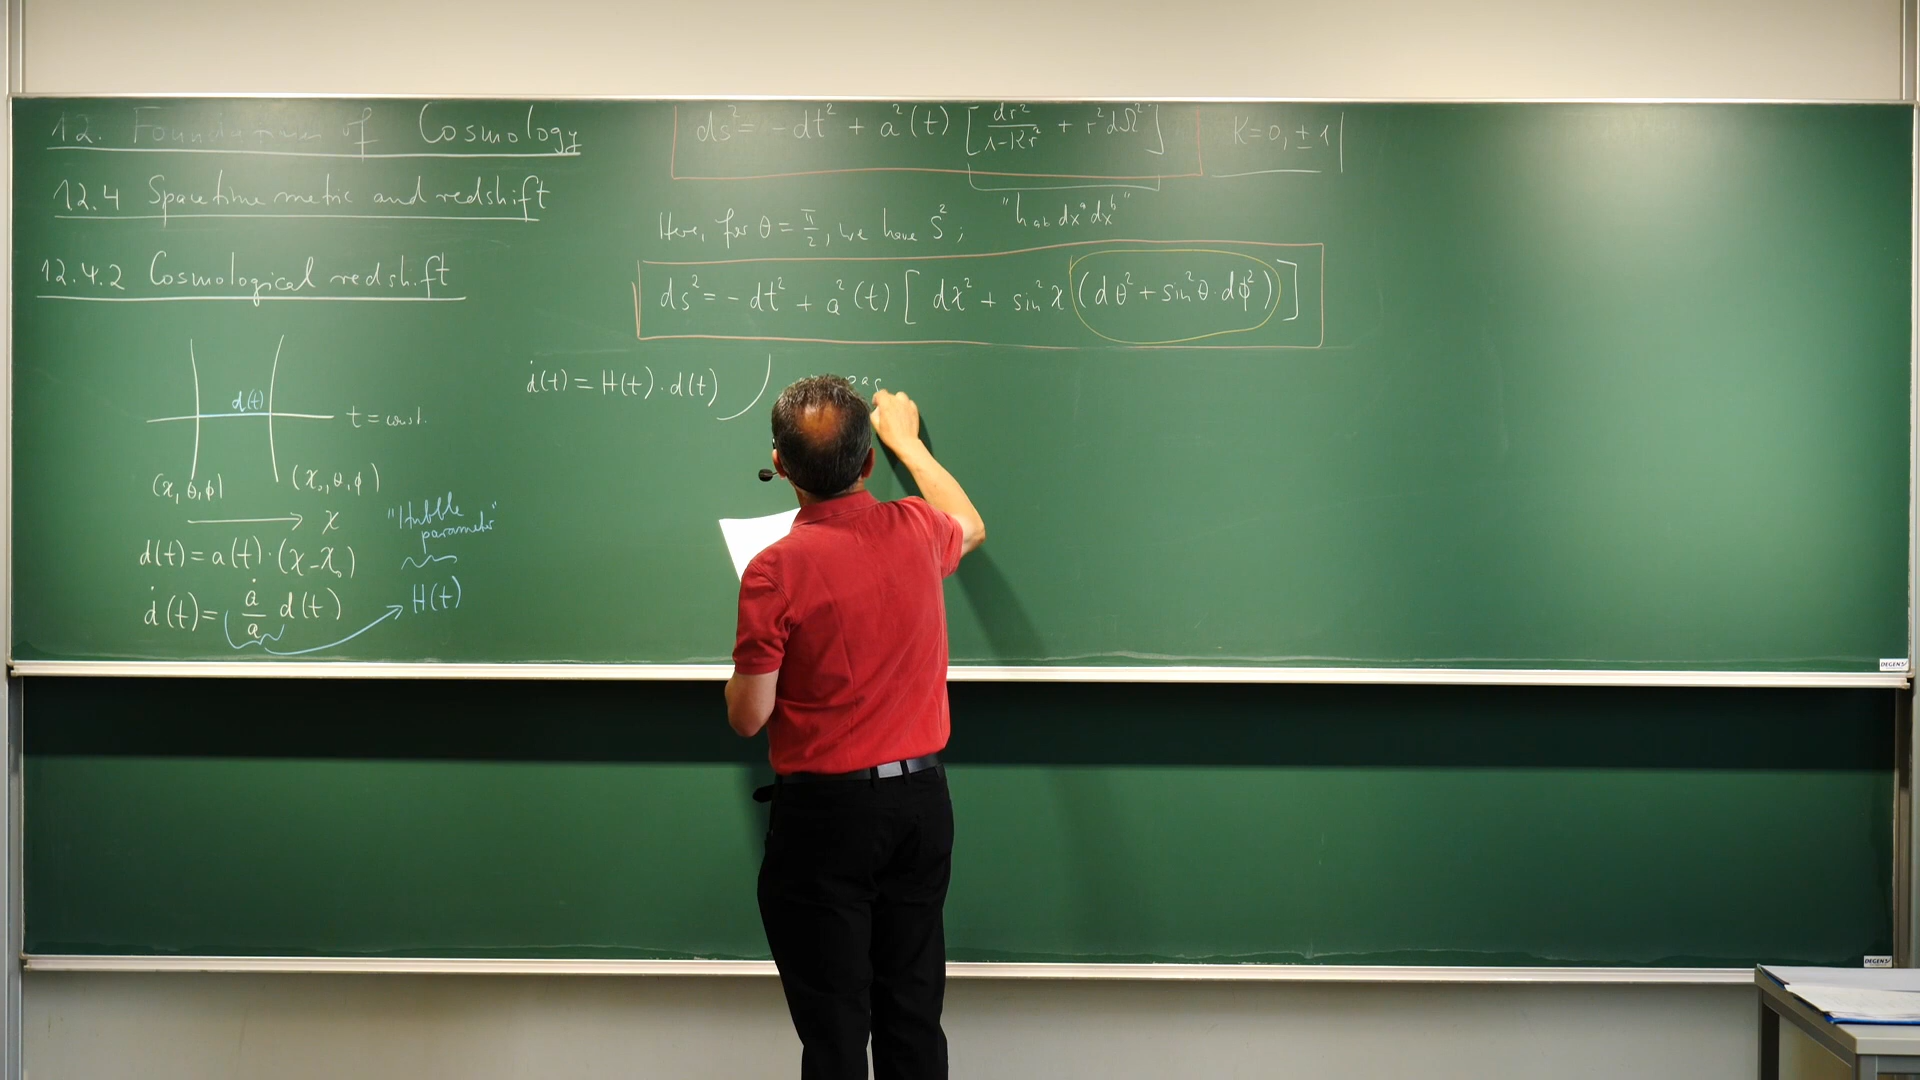 12. Foundations of Cosmology
12.4 Spacetime metric and redshift
12.4.2 Cosmological redshift
d(t)
t = const.
(χ, θ, φ) (χ₀, θ, φ)
→ χ
d(t) = a(t)·(χ-χ₀)
ḋ(t) = ȧ/a d(t)
"Hubble
parameter"
H(t)
ds² = -dt² + a²(t) [dr²/(1-Kr²) + r²dΩ²] K=0, ±1
"h_ab dx^a dx^b"
Here, for θ = π/2, we have S²;
ds² = -dt² + a²(t) [dχ² + sin²χ (dθ² + sin²θ·dφ²)]
ḋ(t) = H(t)·d(t)
DEGEN
DEGEN